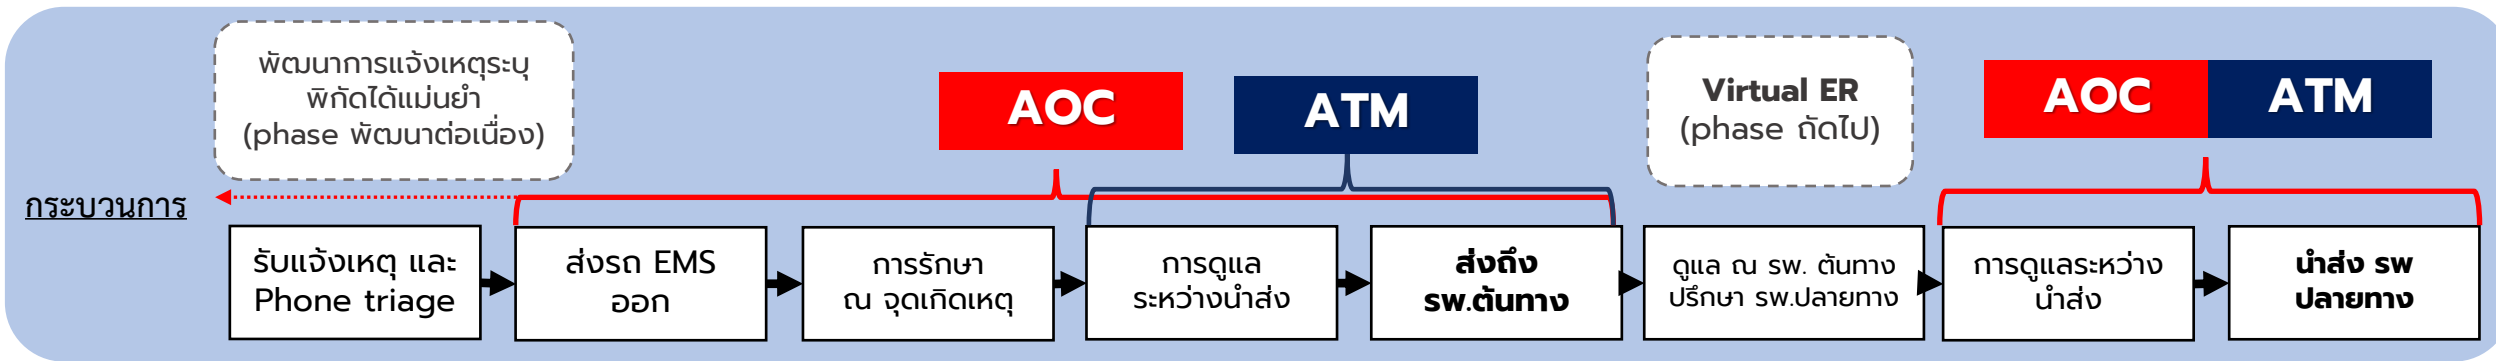 พัฒนาการแจ้งเหตุระบุ
พิกัดได้แม่นยำ
(phase พัฒนาต่อเนื่อง)
AOC
ATM
Virtual ER
(phase ถัดไป)
AOC
ATM
กระบวนการ
รับแจ้งเหตุ และ
Phone triage
ส่งรถ EMS
ออก
การรักษา
ณ จุดเกิดเหตุ
การดูแล
ระหว่างนำส่ง
ส่งถึง
รพ.ต้นทาง
ดูแล ณ รพ. ต้นทาง
ปรึกษา รพ.ปลายทาง
การดูแลระหว่าง
นำส่ง
นำส่ง รพ
ปลายทาง